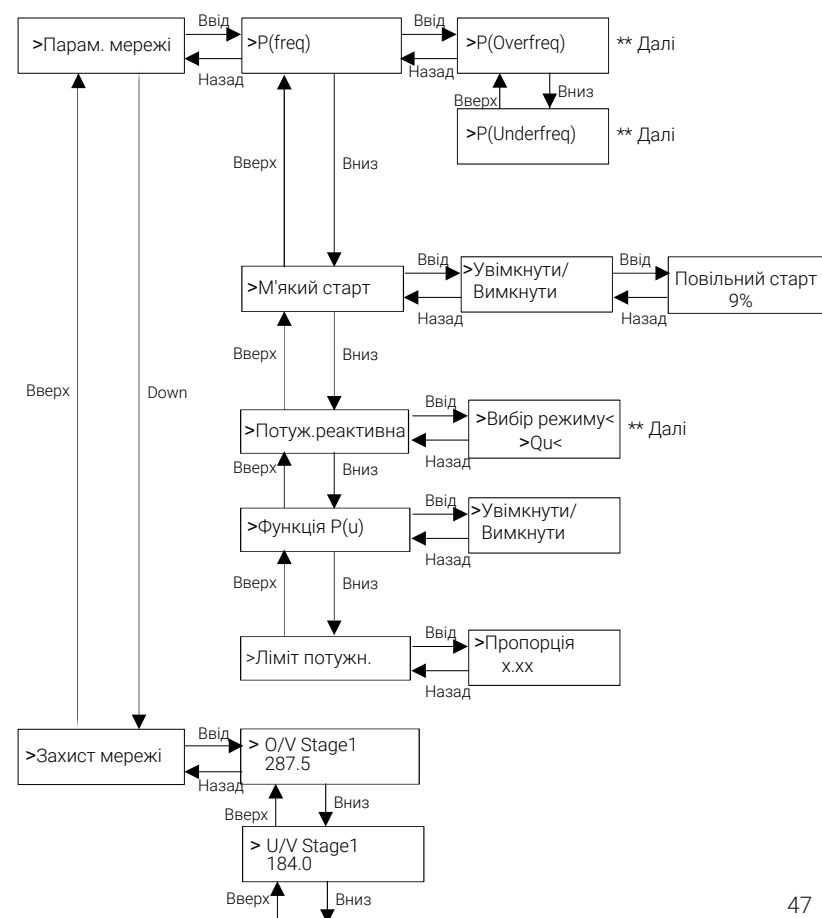 Ввід
Ввід
>Парам. мережі
>P(freq)
>P(Overfreq)
** Далі
Назад
Назад
Вверх
Вниз
>P(Underfreq)
** Далі
Вверх
Вниз
Ввід
Ввід
>М'який старт
>Увімкнути/
Вимкнути
Повільний старт
9%
Назад
Назад
Вверх
Вниз
Вверх
Down
Ввід
>Потуж.реактивна
>Вибір режиму<
>Qu<
** Далі
Назад
Вверх
Вниз
Ввід
>Функція P(u)
>Увімкнути/
Вимкнути
Назад
Вверх
Вниз
Ввід
>Ліміт потужн.
>Пропорція
x.xx
Назад
Ввід
>Захист мережі
> O/V Stage1
287.5
Назад
Вверх
Вниз
> U/V Stage1
184.0
Вверх
Вниз
47